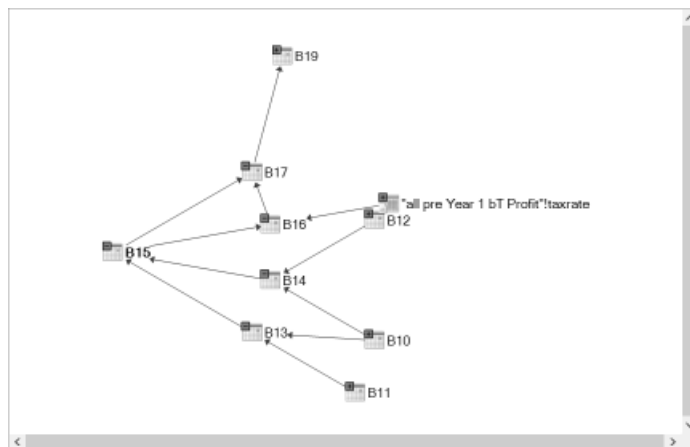 B19
B17
"all pre Year 1 bT Profit"!taxrate
B16
B12
B15
B14
B13
B10
B11